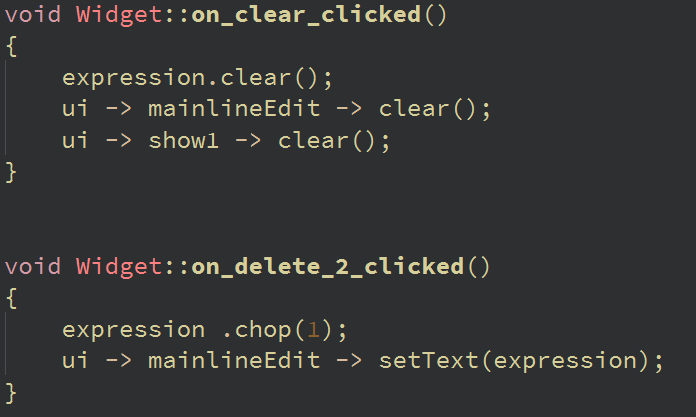 void Widget::on_clear_clicked()
{
    expression.clear();
    ui -> mainlineEdit -> clear();
    ui -> show1 -> clear();
}
void Widget::on_delete_2_clicked()
{
    expression .chop(1);
    ui -> mainlineEdit -> setText(expression);
}